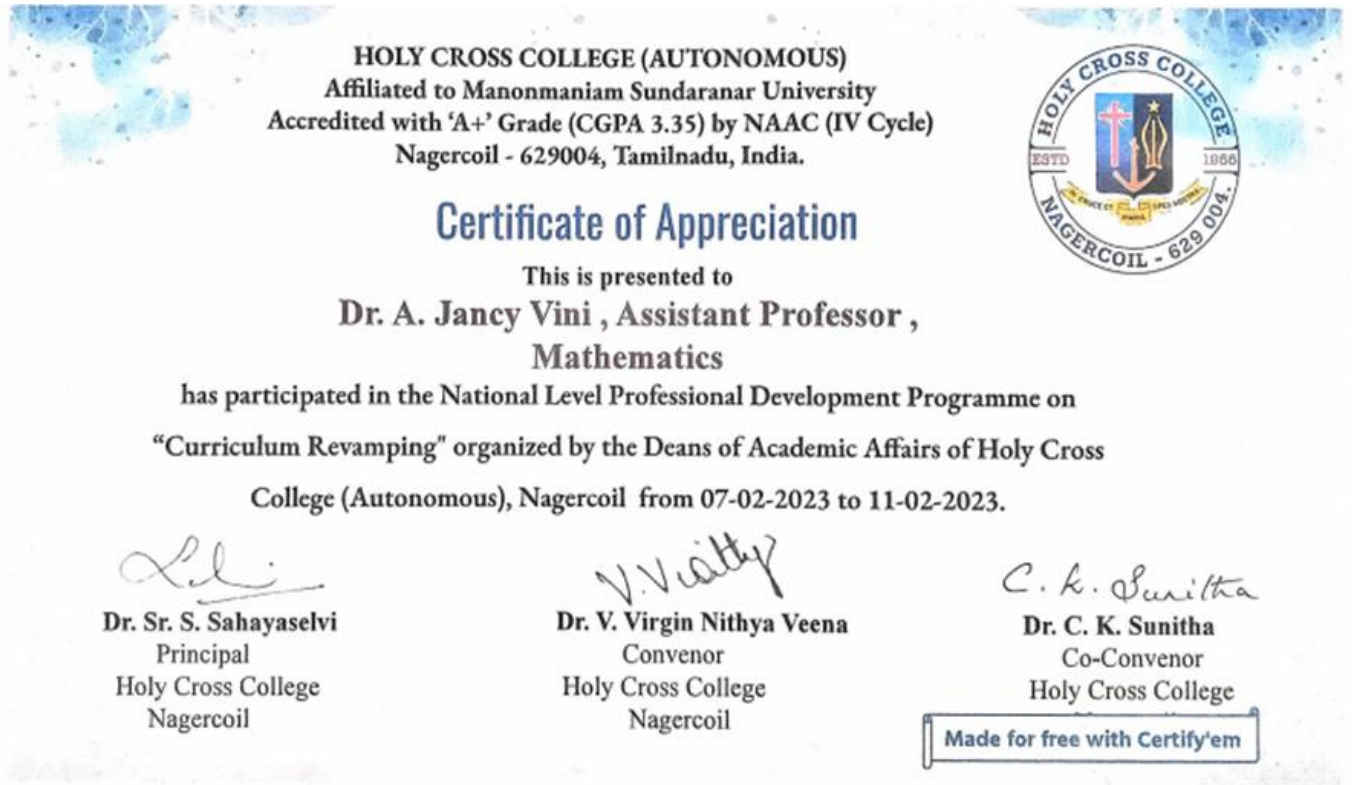 HOLY CROSS COLLEGE (AUTONOMOUS)
Affiliated to Manonmaniam Sundaranar University
Accredited with ‘A+’ Grade (CGPA 3.35) by NAAC (IV Cycle)
Nagercoil - 629004, Tamilnadu, India.
HOLY CROSS COLLEGE
ESTD 1965
NAGERCOIL - 629 004.
IN CRUCE ET
SPES NOSTRA
Certificate of Appreciation
This is presented to
Dr. A. Jancy Vini , Assistant Professor ,
Mathematics
has participated in the National Level Professional Development Programme on
“Curriculum Revamping" organized by the Deans of Academic Affairs of Holy Cross
College (Autonomous), Nagercoil from 07-02-2023 to 11-02-2023.
C. K. Sunitha
Dr. Sr. S. Sahayaselvi
Principal
Holy Cross College
Nagercoil
Dr. V. Virgin Nithya Veena
Convenor
Holy Cross College
Nagercoil
Dr. C. K. Sunitha
Co-Convenor
Holy Cross College
Made for free with Certify'em